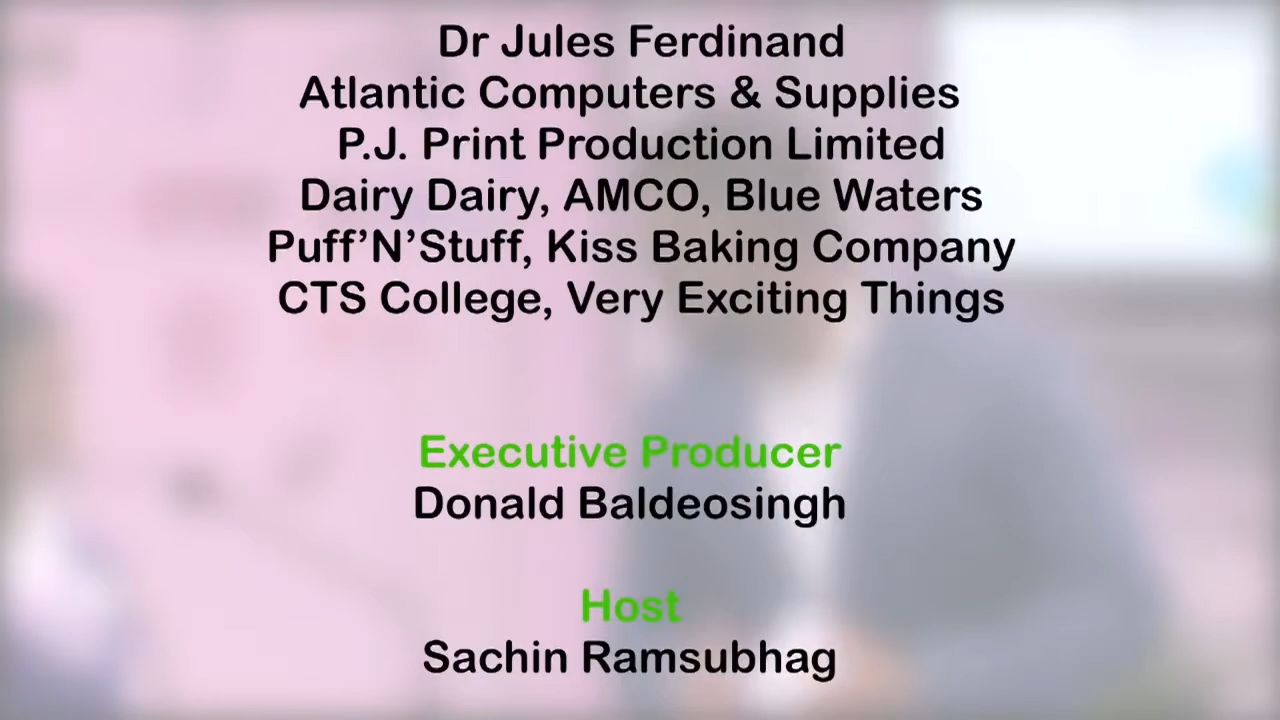 Dr Jules Ferdinand
Atlantic Computers & Supplies
P.J. Print Production Limited
Dairy Dairy, AMCO, Blue Waters
Puff’N’Stuff, Kiss Baking Company
CTS College, Very Exciting Things
Executive Producer
Donald Baldeosingh
Host
Sachin Ramsubhag